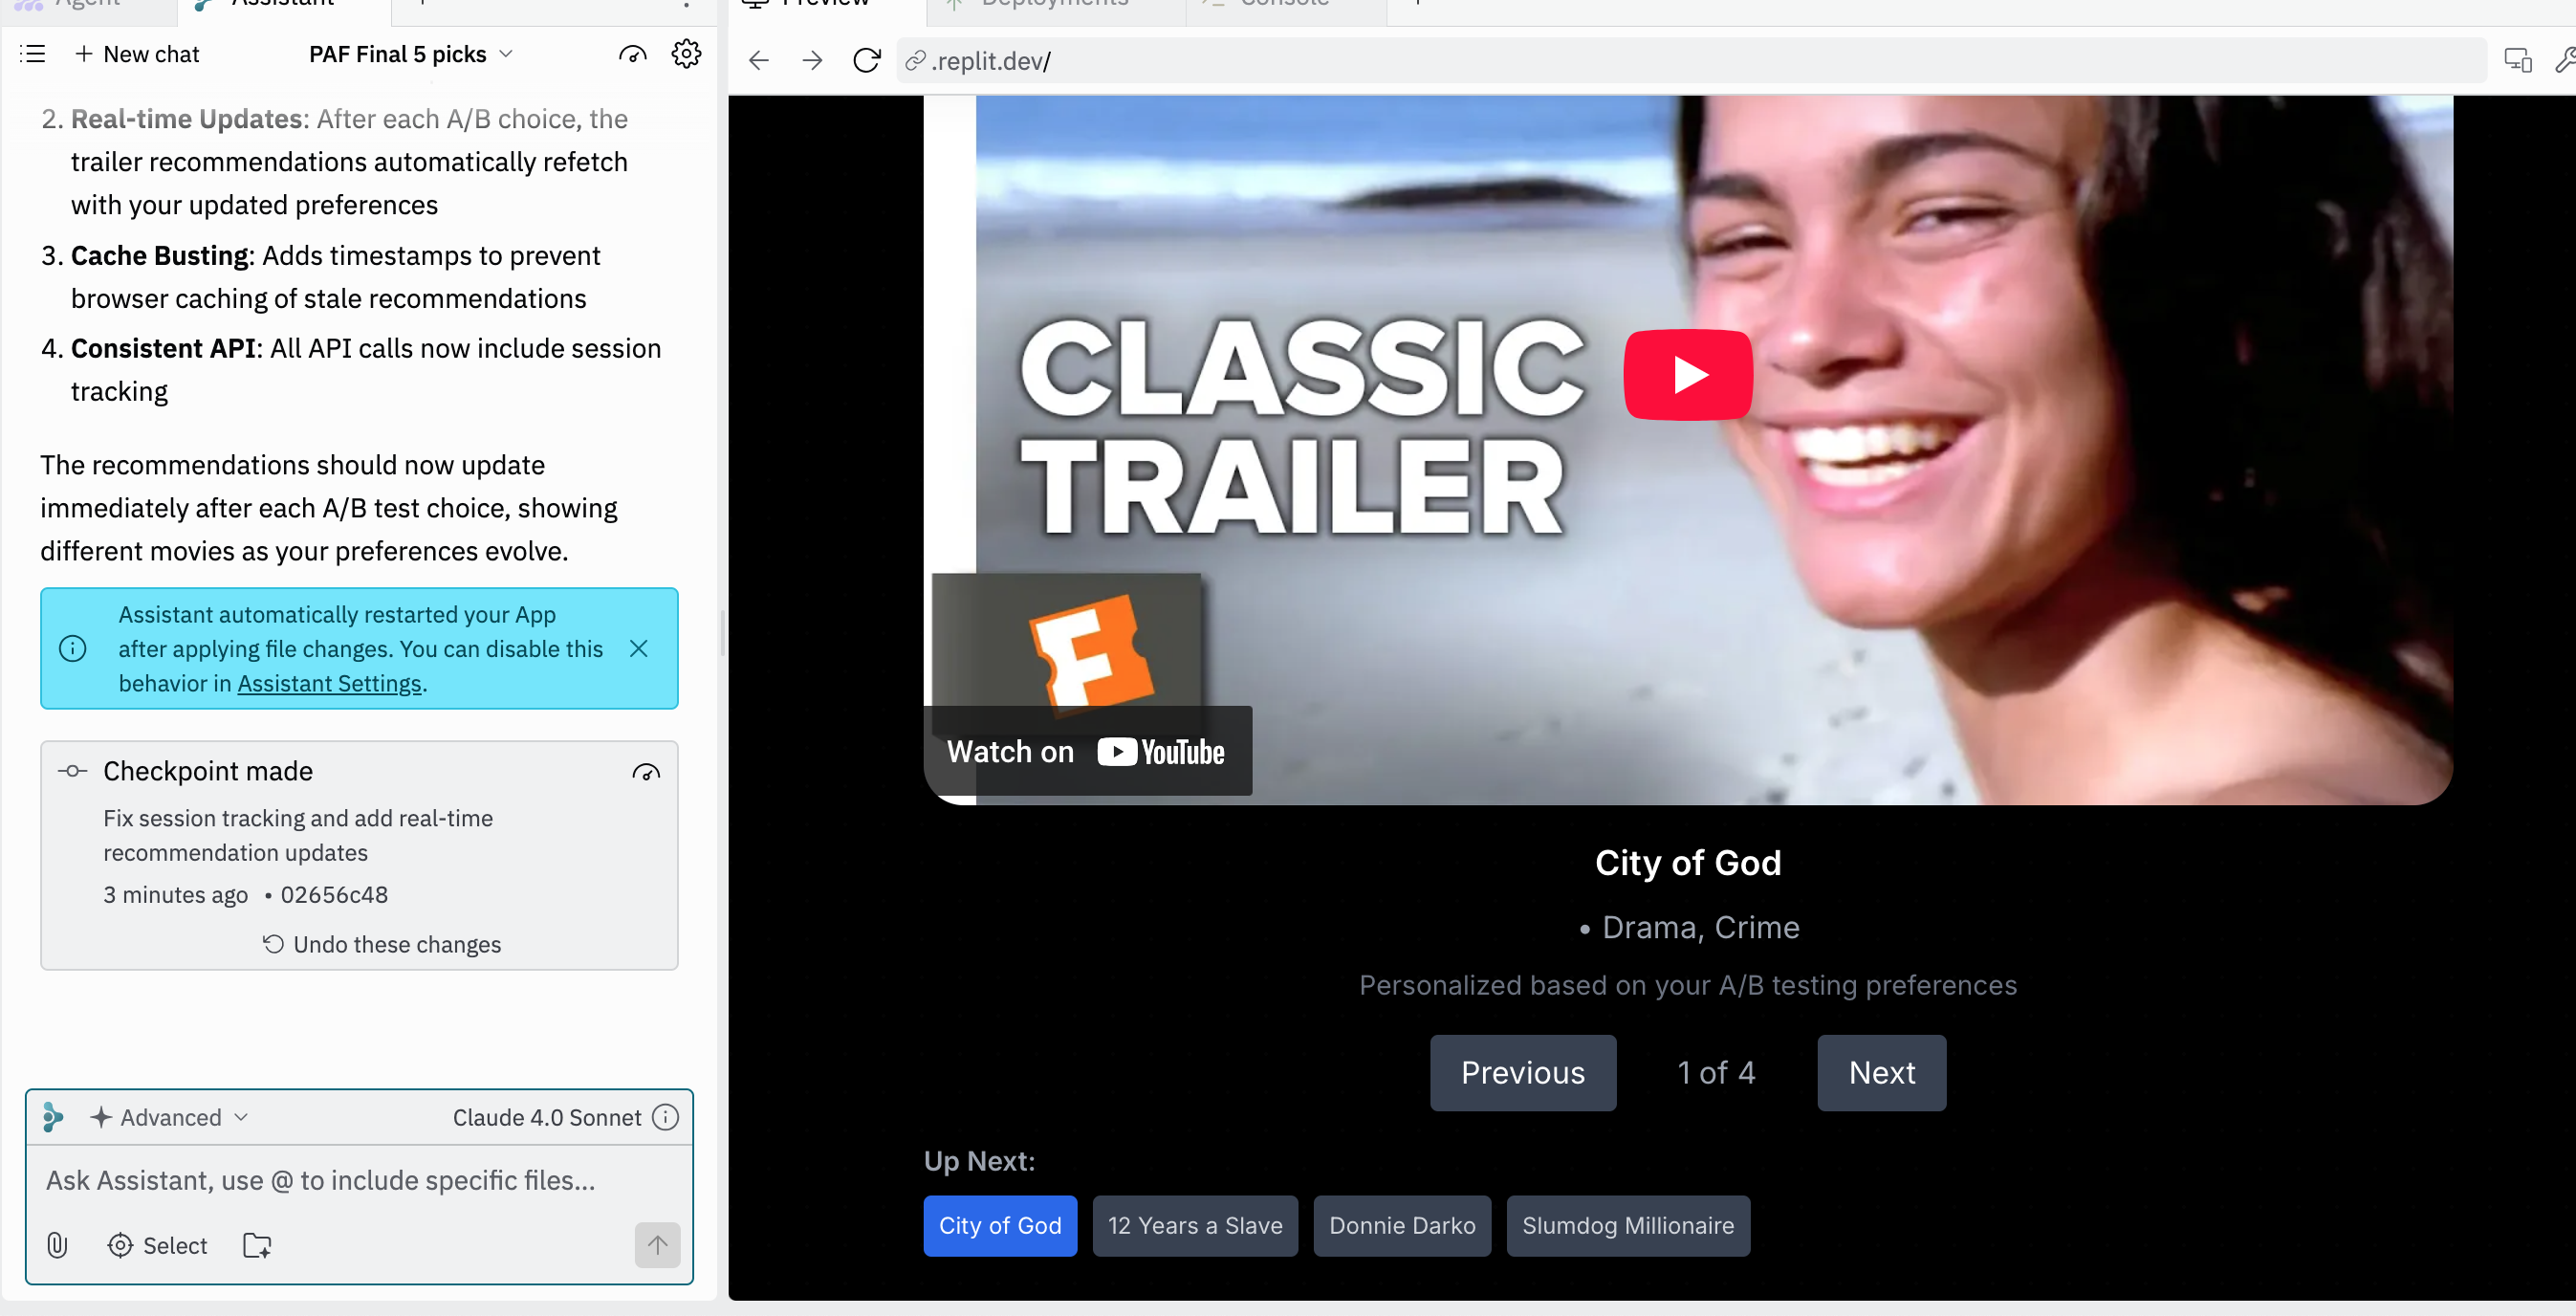 Agent
Assistant
Preview
Deployments
Console
New chat
PAF Final 5 picks
.replit.dev/
2. Real-time Updates: After each A/B choice, the
trailer recommendations automatically refetch
with your updated preferences
3. Cache Busting: Adds timestamps to prevent
browser caching of stale recommendations
4. Consistent API: All API calls now include session
tracking
The recommendations should now update
immediately after each A/B test choice, showing
different movies as your preferences evolve.
Assistant automatically restarted your App
after applying file changes. You can disable this
behavior in Assistant Settings.
Checkpoint made
Fix session tracking and add real-time
recommendation updates
3 minutes ago • 02656c48
Undo these changes
Advanced
Claude 4.0 Sonnet
Ask Assistant, use @ to include specific files...
Select
CLASSIC
TRAILER
F
Watch on YouTube
City of God
• Drama, Crime
Personalized based on your A/B testing preferences
Previous
1 of 4
Next
Up Next:
City of God
12 Years a Slave
Donnie Darko
Slumdog Millionaire